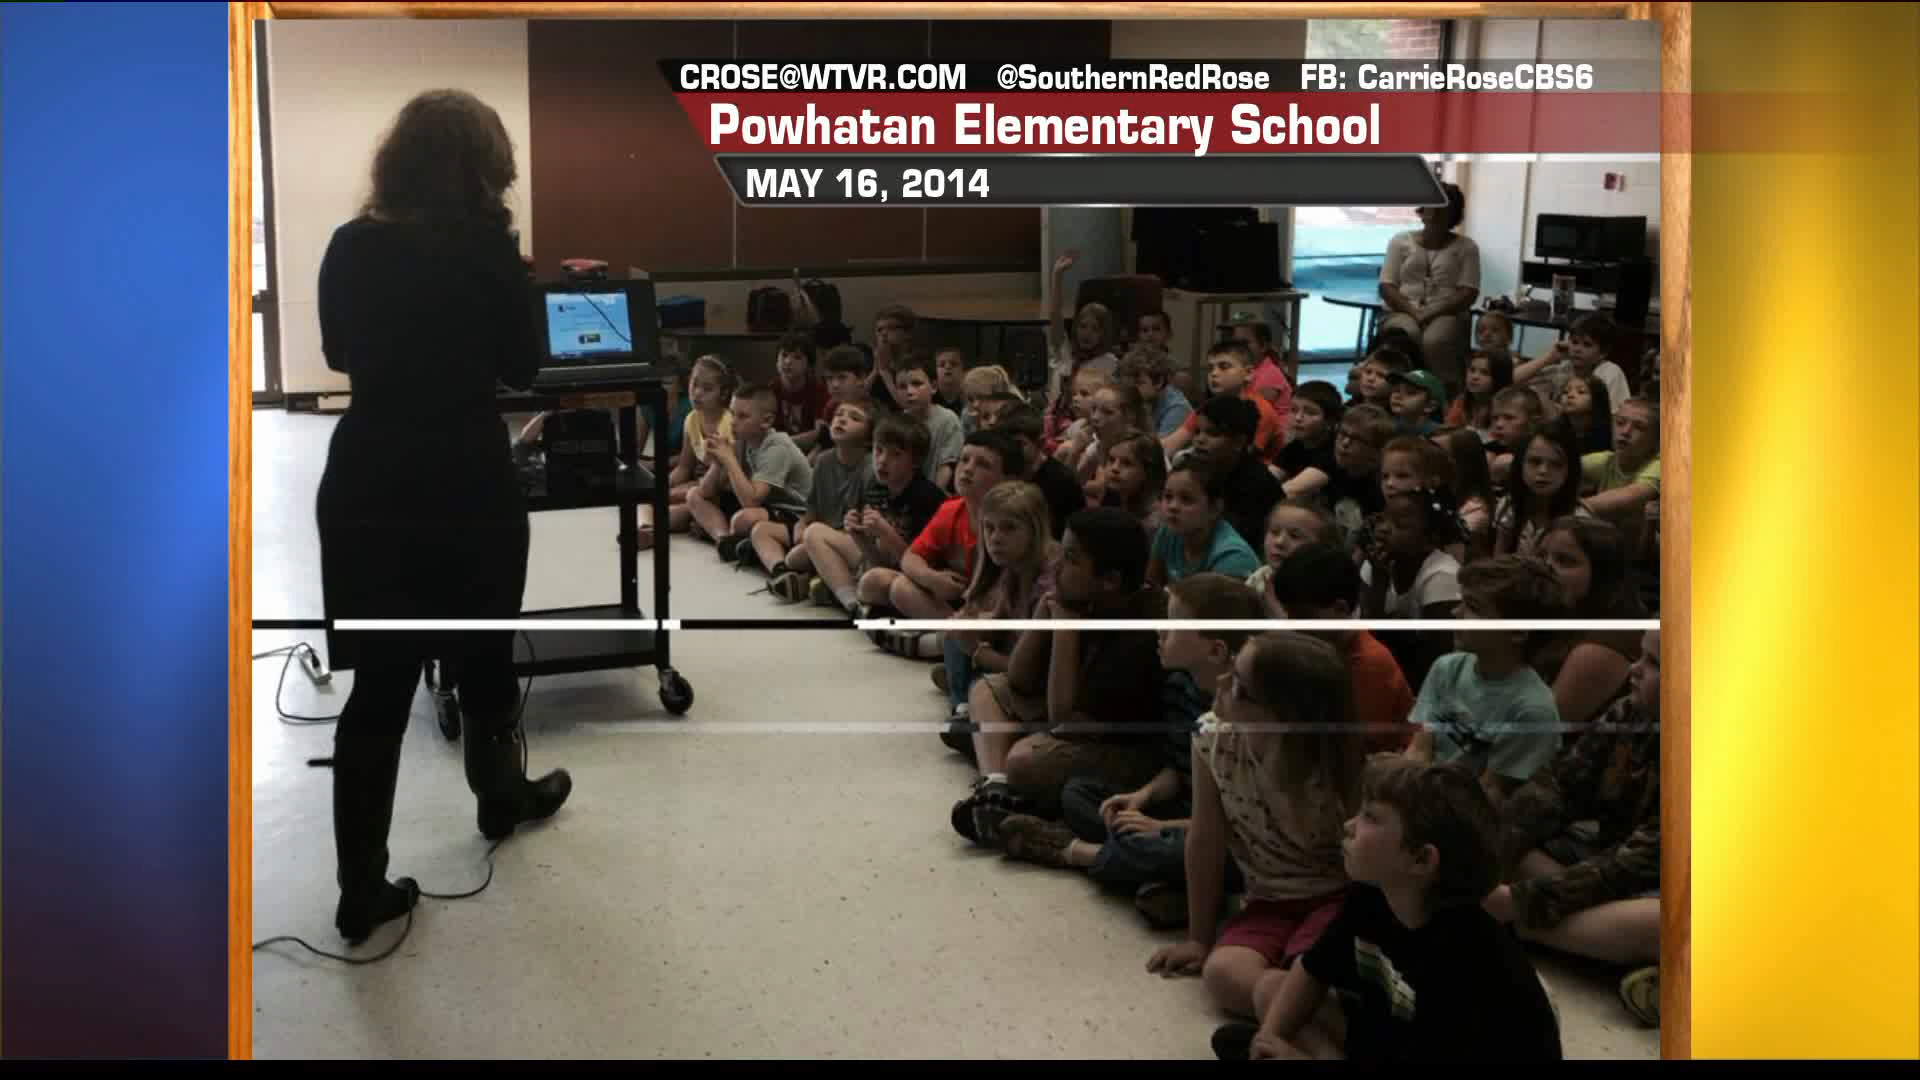 CROSE@WTVR.COM @SouthernRedRose FB: CarrieRoseCBS6
Powhatan Elementary School
MAY 16, 2014